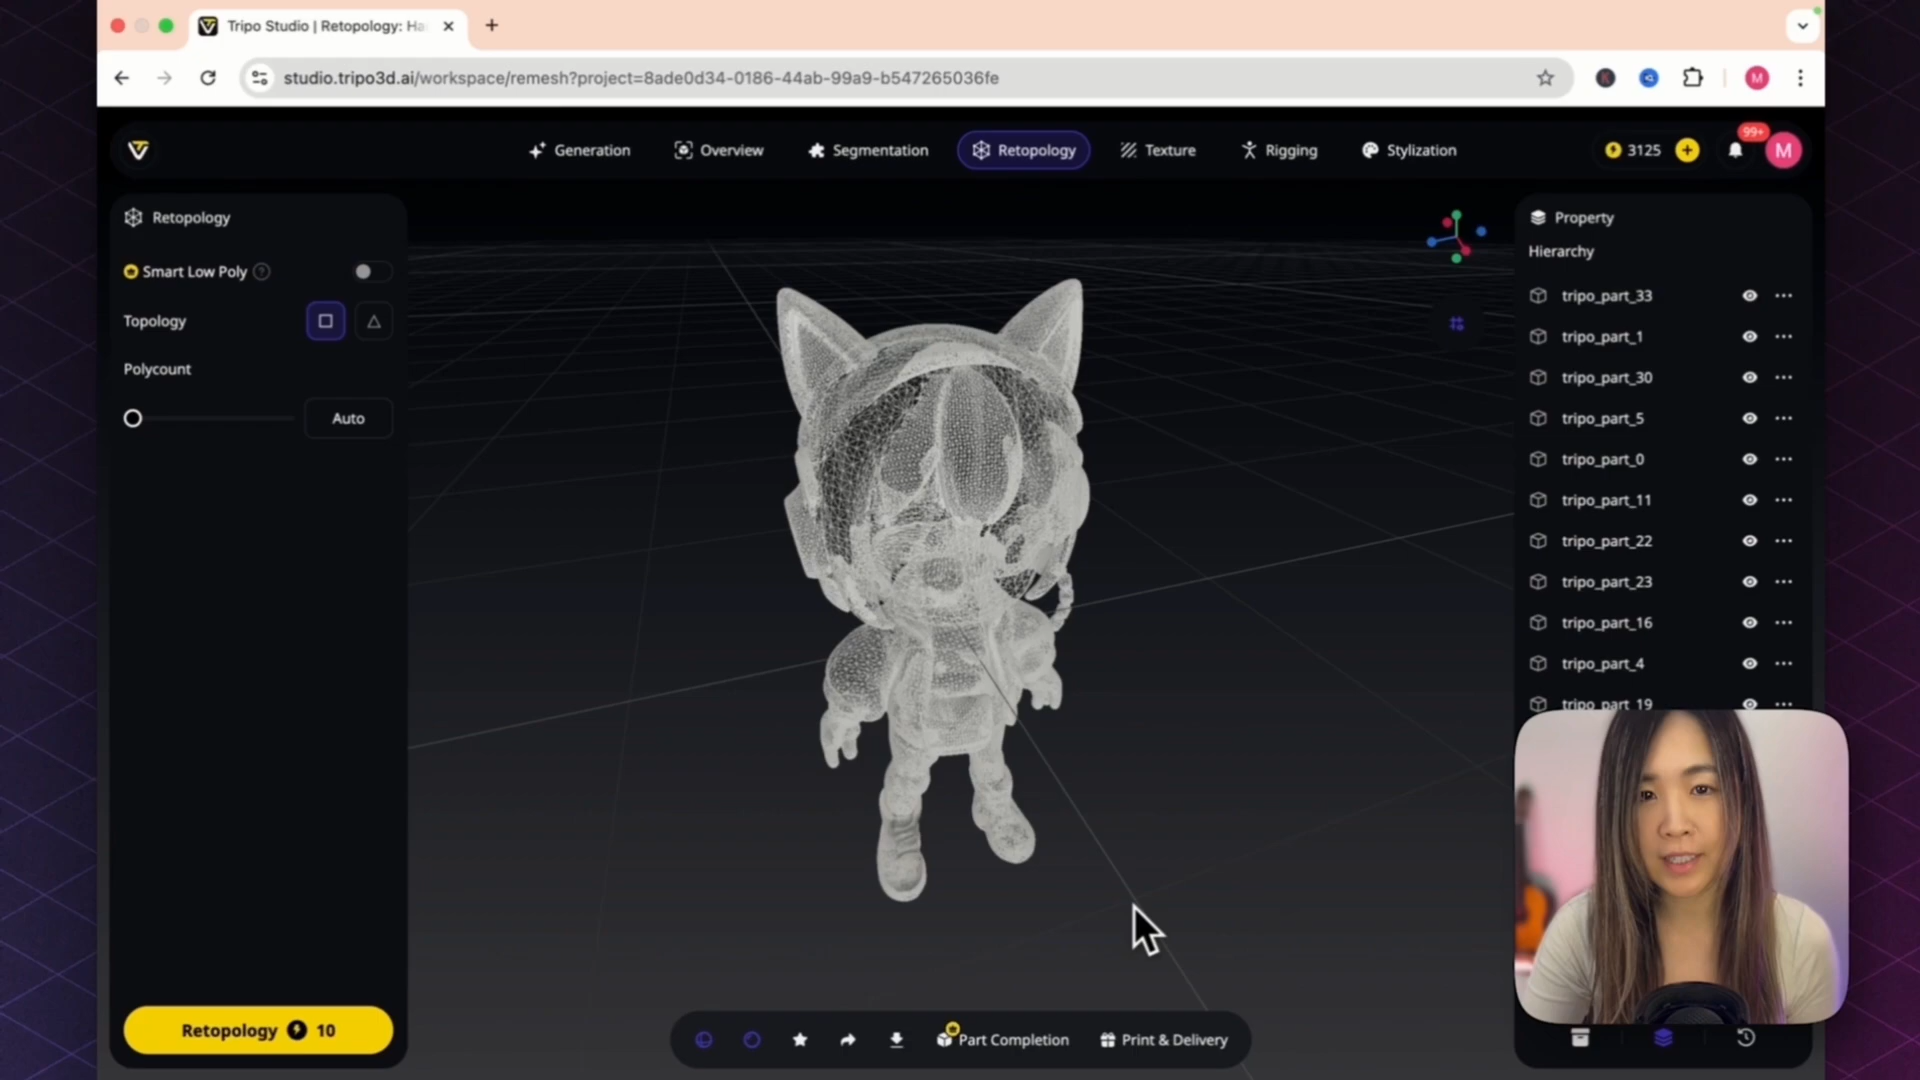 Tripo Studio | Retopology: Ha
studio.tripo3d.ai/workspace/remesh?project=8ade0d34-0186-44ab-99a9-b547265036fe
M
Generation
Overview
Segmentation
Retopology
Texture
Rigging
Stylization
3125
99+
M
Retopology
Smart Low Poly ?
Topology
Polycount
Auto
Retopology 10
Property
Hierarchy
tripo_part_33
tripo_part_1
tripo_part_30
tripo_part_5
tripo_part_0
tripo_part_11
tripo_part_22
tripo_part_23
tripo_part_16
tripo_part_4
tripo_part_19
Part Completion
Print & Delivery